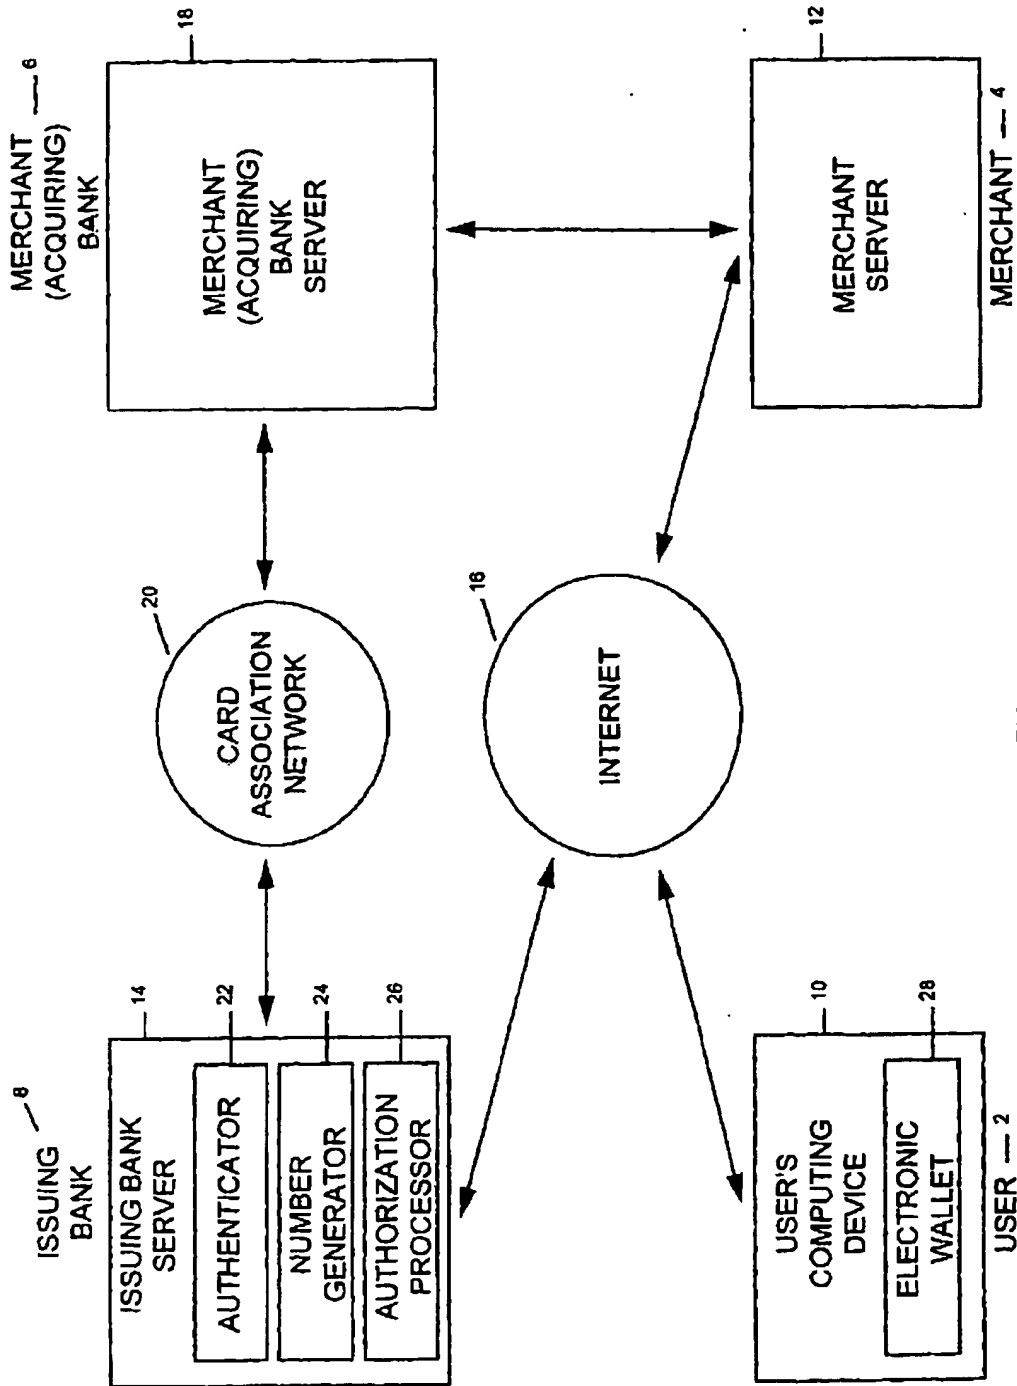 ISSUING
BANK
8
ISSUING BANK
SERVER
14
AUTHENTICATOR
22
NUMBER
GENERATOR
24
AUTHORIZATION
PROCESSOR
26
CARD
ASSOCIATION
NETWORK
20
MERCHANT
(ACQUIRING)
BANK
6
MERCHANT
(ACQUIRING)
BANK
SERVER
18
USER'S
COMPUTING
DEVICE
10
ELECTRONIC
WALLET
28
USER
2
INTERNET
16
MERCHANT
SERVER
12
MERCHANT
4